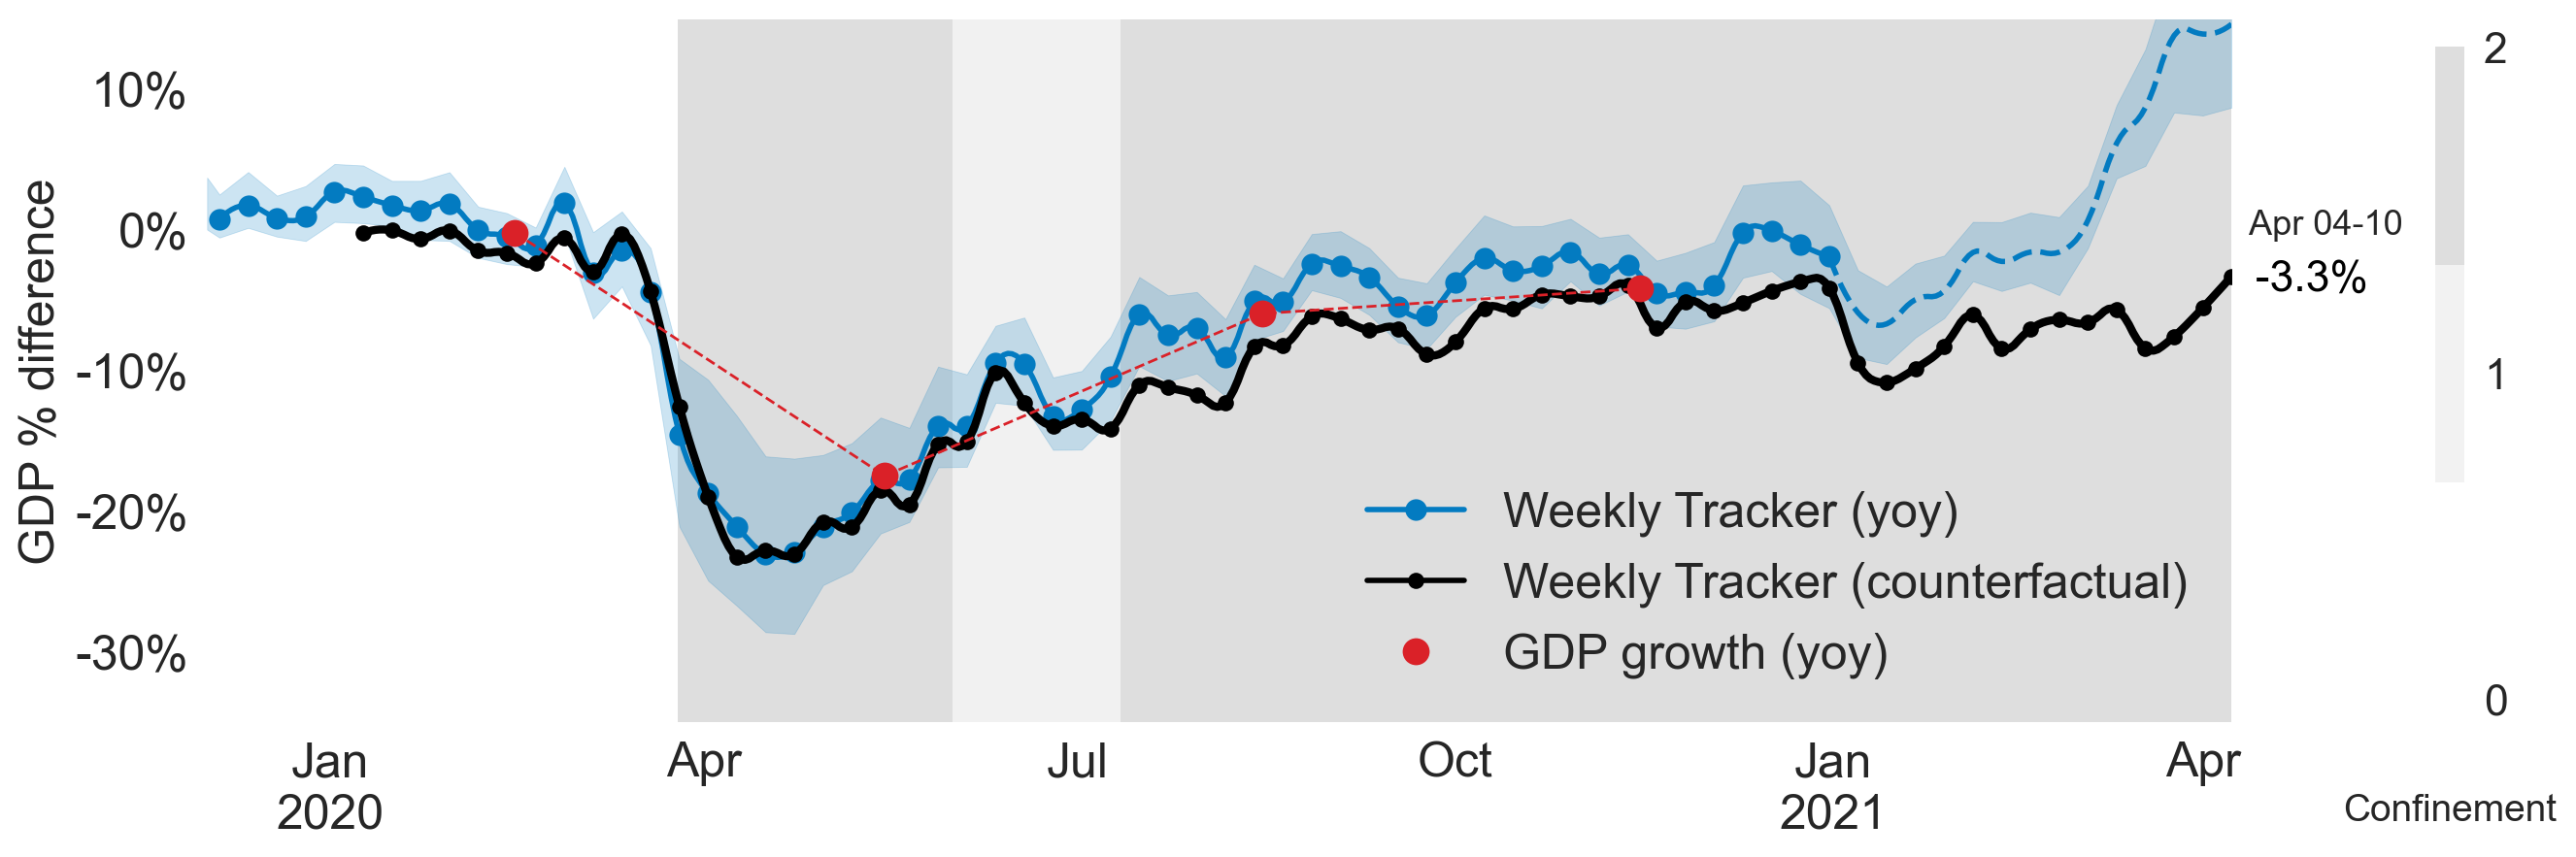 GDP % difference
10%
0%
-10%
-20%
-30%
Jan
2020
Apr
Jul
Oct
Jan
2021
Apr
Weekly Tracker (yoy)
Weekly Tracker (counterfactual)
GDP growth (yoy)
Apr 04-10
-3.3%
2
1
0
Confinement